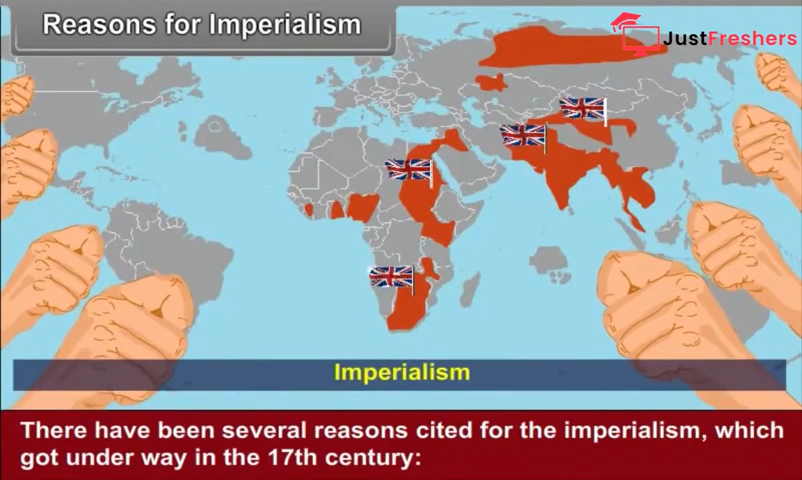 Reasons for Imperialism
JustFreshers
Imperialism
There have been several reasons cited for the imperialism, which
got under way in the 17th century: